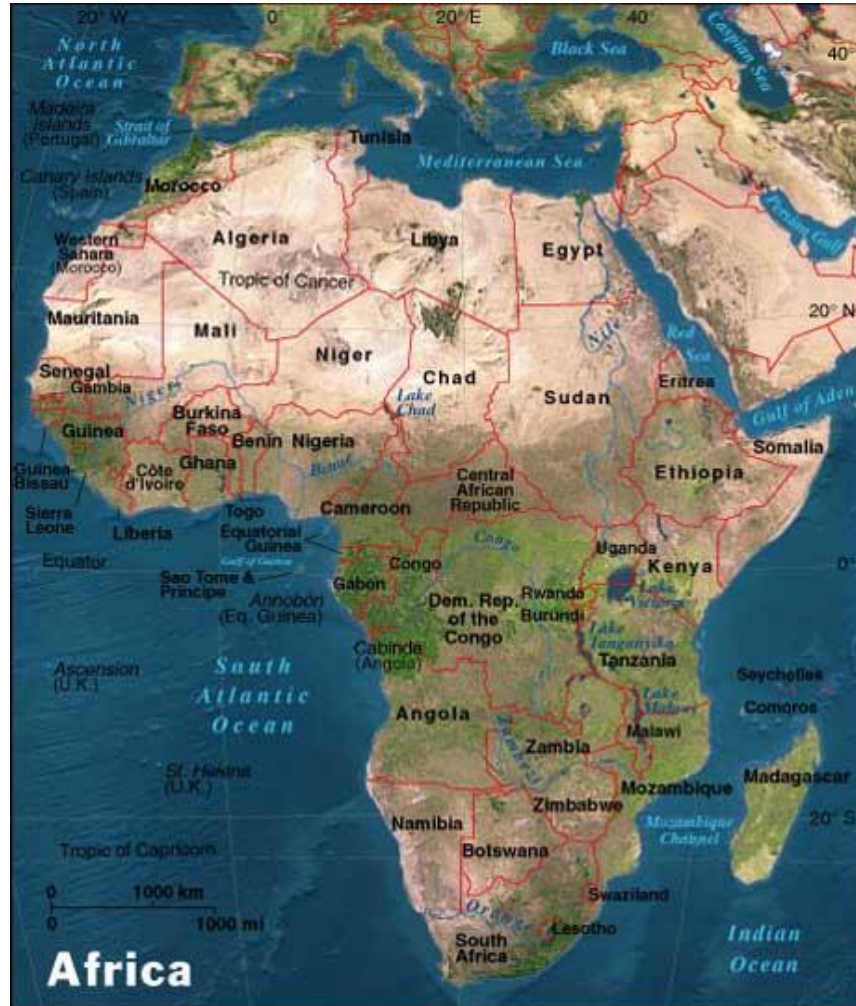 20° W
0°
20° E
40°
North
Atlantic
Ocean
Black Sea
Caspian Sea
40°
Madeira
Islands
(Portugal)
Strait of
Gibraltar
Tunisia
Mediterranean Sea
Canary Islands
(Spain)
Morocco
Persian Gulf
Western
Sahara
(Morocco)
Algeria
Libya
Egypt
Tropic of Cancer
Mauritania
Mali
Niger
Chad
Nile
Red
Sea
20° N
Senegal
Gambia
Niger
Lake
Chad
Sudan
Eritrea
Gulf of Aden
Burkina
Faso
Guinea
Benin
Nigeria
Somalia
Guinea-
Bissau
Côte
d'Ivoire
Ghana
Benue
Central
African
Republic
Ethiopia
Sierra
Leone
Liberia
Togo
Cameroon
Equatorial
Guinea
Equator
Gulf of Guinea
Congo
Congo
Uganda
Kenya
0°
Sao Tome &
Principe
Gabon
Annobón
(Eq. Guinea)
Dem. Rep.
of the
Congo
Rwanda
Burundi
Lake
Victoria
Cabinda
(Angola)
Lake
Tanganyika
Tanzania
Ascension
(U.K.)
South
Atlantic
Ocean
Seychelles
Lake
Malawi
Comoros
Angola
Malawi
Zambezi
Zambia
St. Helena
(U.K.)
Mozambique
Madagascar
Zimbabwe
Namibia
Mozambique
Channel
20° S
Tropic of Capricorn
Botswana
0 1000 km
0 1000 mi
Swaziland
Orange
Lesotho
South
Africa
Indian
Ocean
Africa